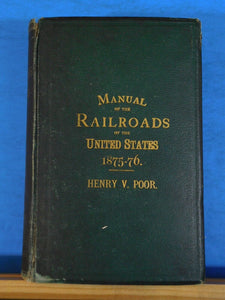 MANUAL
OF THE
RAILROADS
OF THE
UNITED STATES
1875-76.
HENRY V. POOR.